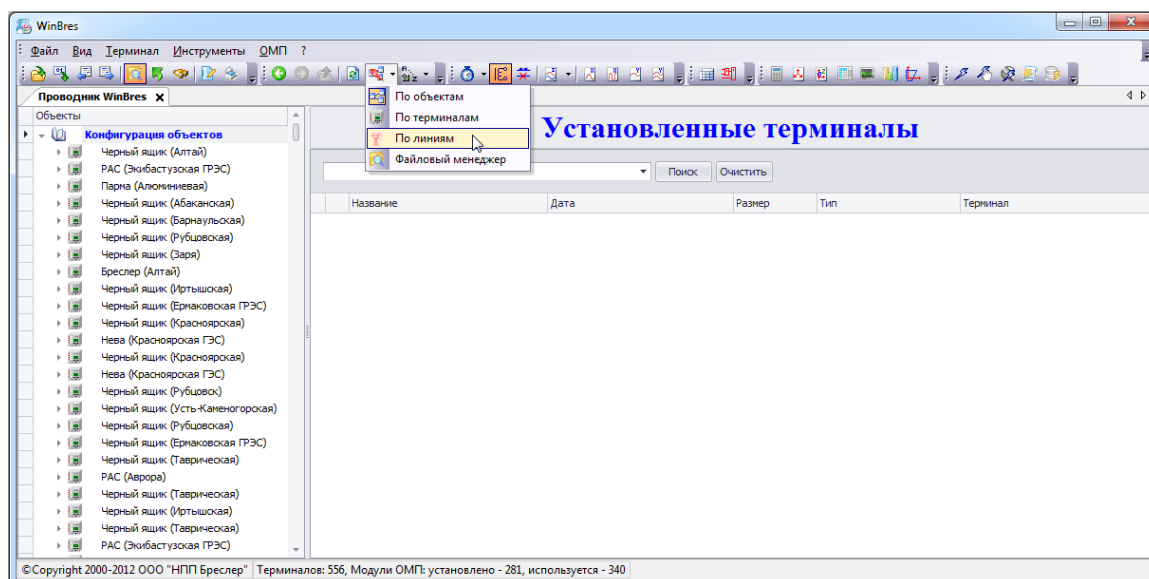 WinBres
Файл Вид Терминал Инструменты ОМП ?
Проводник WinBres x
По объектам
По терминалам
По линиям
Файловый менеджер
Объекты
Конфигурация объектов
Черный ящик (Алтай)
РАС (Экибастузская ГРЭС)
Парма (Алюминиевая)
Черный ящик (Абаканская)
Черный ящик (Барнаульская)
Черный ящик (Рубцовская)
Черный ящик (Заря)
Бреслер (Алтай)
Черный ящик (Иртышская)
Черный ящик (Ермаковская ГРЭС)
Черный ящик (Красноярская)
Нева (Красноярская ГЭС)
Черный ящик (Красноярская)
Нева (Красноярская ГЭС)
Черный ящик (Рубцовск)
Черный ящик (Усть-Каменогорская)
Черный ящик (Рубцовская)
Черный ящик (Ермаковская ГРЭС)
Черный ящик (Таврическая)
РАС (Аврора)
Черный ящик (Таврическая)
Черный ящик (Иртышская)
Черный ящик (Таврическая)
РАС (Экибастузская ГРЭС)
Установленные терминалы
Поиск Очистить
Название Дата Размер Тип Терминал
©Copyright 2000-2012 ООО "НПП Бреслер" Терминалов: 556, Модули ОМП: установлено - 281, используется - 340